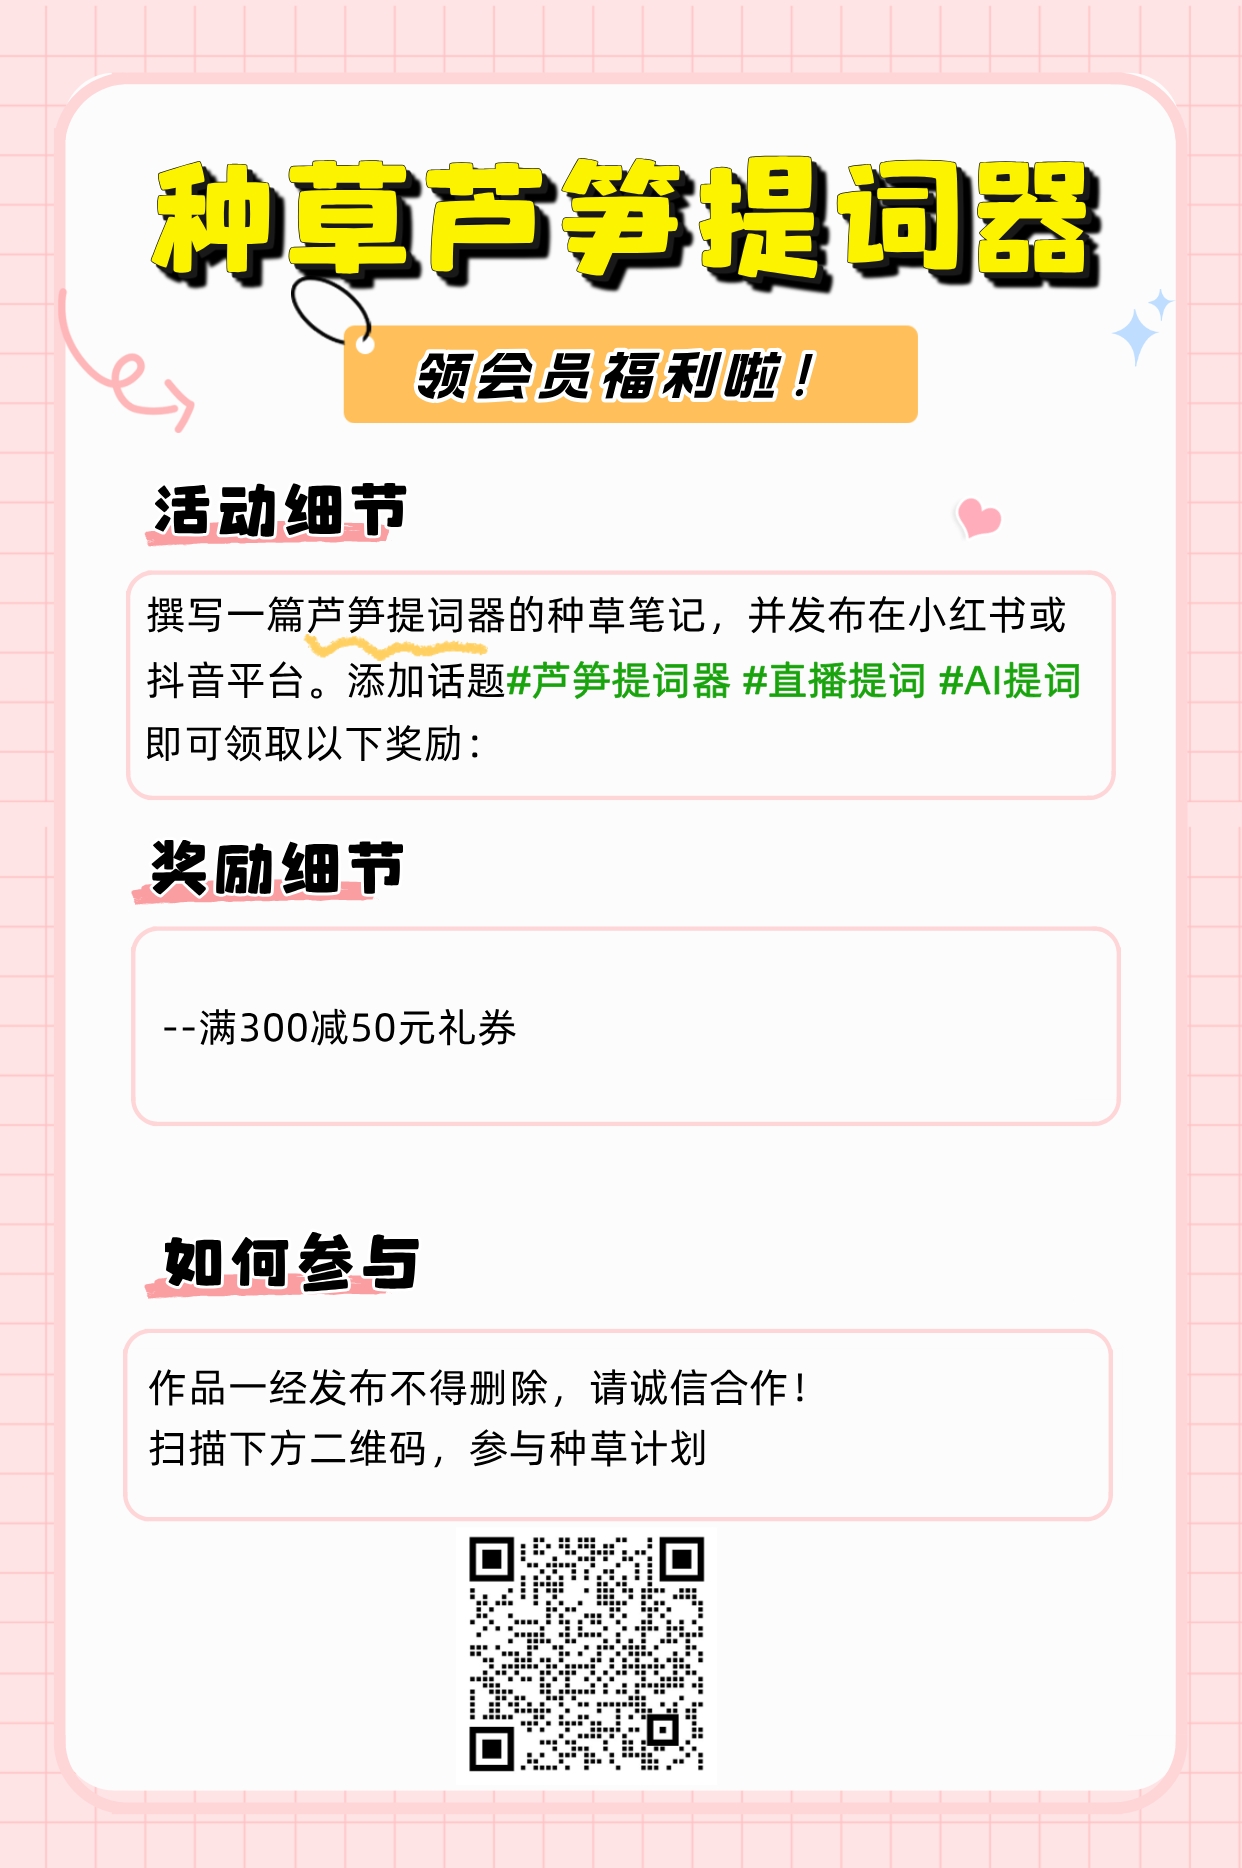 种草芦笋提词器
领会员福利啦！
活动细节
撰写一篇芦笋提词器的种草笔记，并发布在小红书或
抖音平台。添加话题#芦笋提词器 #直播提词 #AI提词
即可领取以下奖励：
奖励细节
--满300减50元礼券
如何参与
作品一经发布不得删除，请诚信合作！
扫描下方二维码，参与种草计划